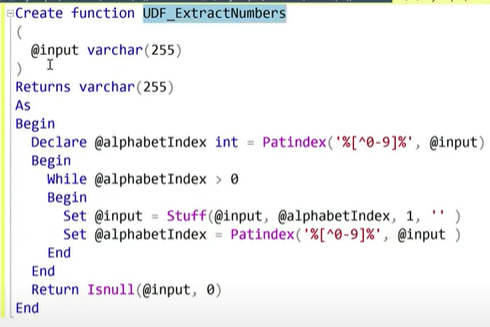 Create function UDF_ExtractNumbers
(
@input varchar(255)
)
Returns varchar(255)
As
Begin
Declare @alphabetIndex int = Patindex('%[^0-9]%', @input)
Begin
While @alphabetIndex > 0
Begin
Set @input = Stuff(@input, @alphabetIndex, 1, '' )
Set @alphabetIndex = Patindex('%[^0-9]%', @input )
End
End
Return Isnull(@input, 0)
End